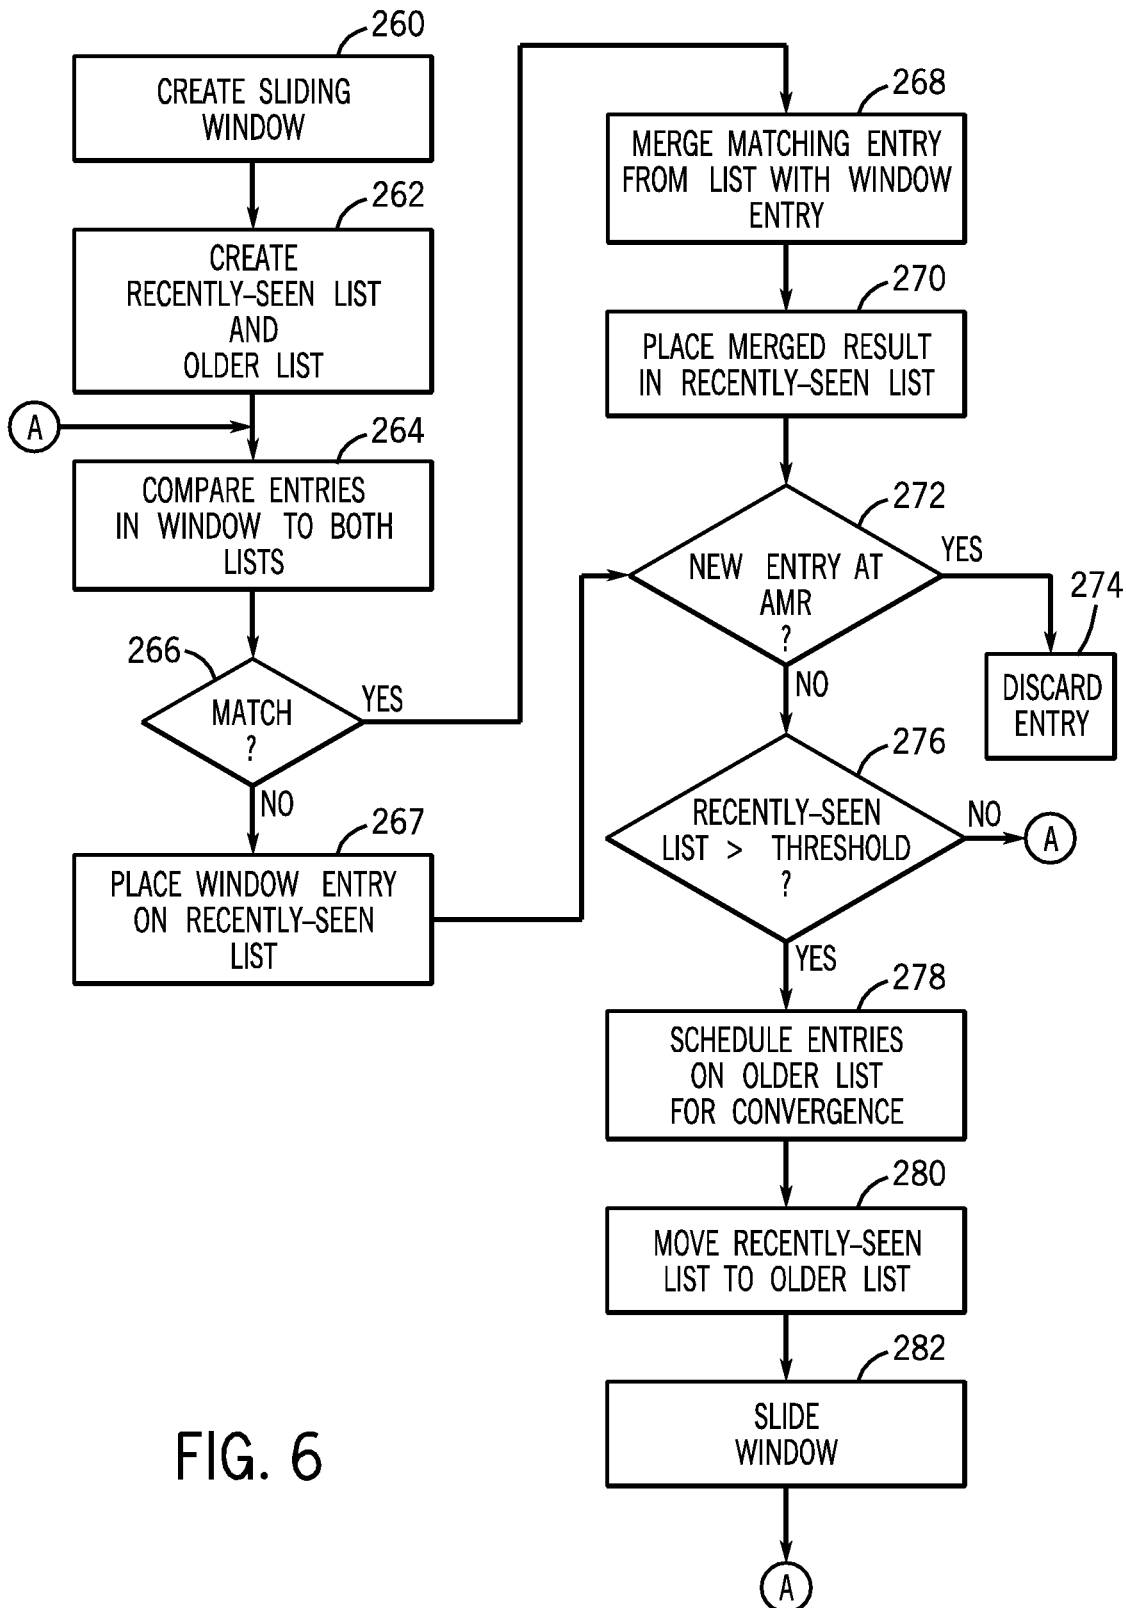 260
CREATE SLIDING
WINDOW
262
CREATE
RECENTLY–SEEN LIST
AND
OLDER LIST
A
264
COMPARE ENTRIES
IN WINDOW TO BOTH
LISTS
266
MATCH
?
YES
NO
267
PLACE WINDOW ENTRY
ON RECENTLY–SEEN
LIST
268
MERGE MATCHING ENTRY
FROM LIST WITH WINDOW
ENTRY
270
PLACE MERGED RESULT
IN RECENTLY–SEEN LIST
272
NEW ENTRY AT
AMR
?
YES
274
DISCARD
ENTRY
NO
276
RECENTLY–SEEN
LIST > THRESHOLD
?
NO
A
YES
278
SCHEDULE ENTRIES
ON OLDER LIST
FOR CONVERGENCE
280
MOVE RECENTLY–SEEN
LIST TO OLDER LIST
282
SLIDE
WINDOW
A
FIG. 6